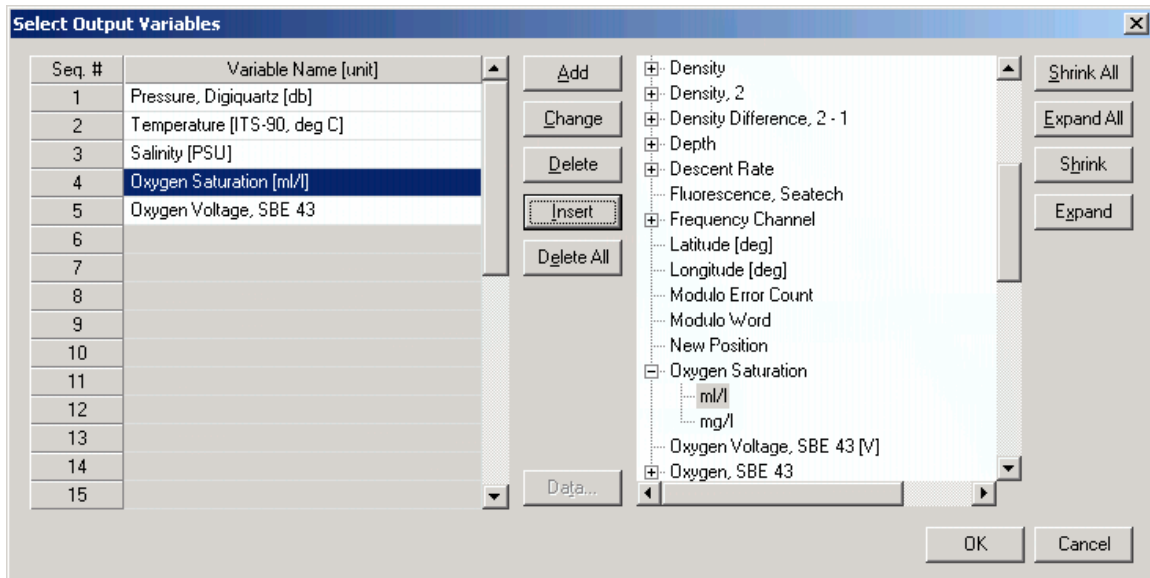 Select Output Variables
Seq. # Variable Name [unit]
1 Pressure, Digiquartz [db]
2 Temperature [ITS-90, deg C]
3 Salinity [PSU]
4 Oxygen Saturation [ml/l]
5 Oxygen Voltage, SBE 43
6
7
8
9
10
11
12
13
14
15
Add
Change
Delete
Insert
Delete All
Data...
Density
Density, 2
Density Difference, 2 - 1
Depth
Descent Rate
Fluorescence, Seatech
Frequency Channel
Latitude [deg]
Longitude [deg]
Modulo Error Count
Modulo Word
New Position
Oxygen Saturation
ml/l
mg/l
Oxygen Voltage, SBE 43 [V]
Oxygen, SBE 43
Shrink All
Expand All
Shrink
Expand
OK Cancel